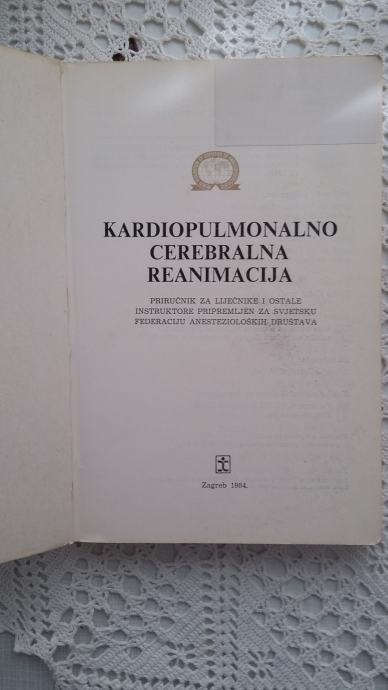 KARDIOPULMONALNO
CEREBRALNA
REANIMACIJA
PRIRUČNIK ZA LIJEČNIKE I OSTALE
INSTRUKTORE PRIPREMLJEN ZA SVJETSKU
FEDERACIJU ANESTEZIOLOŠKIH DRUŠTAVA
Zagreb 1984.